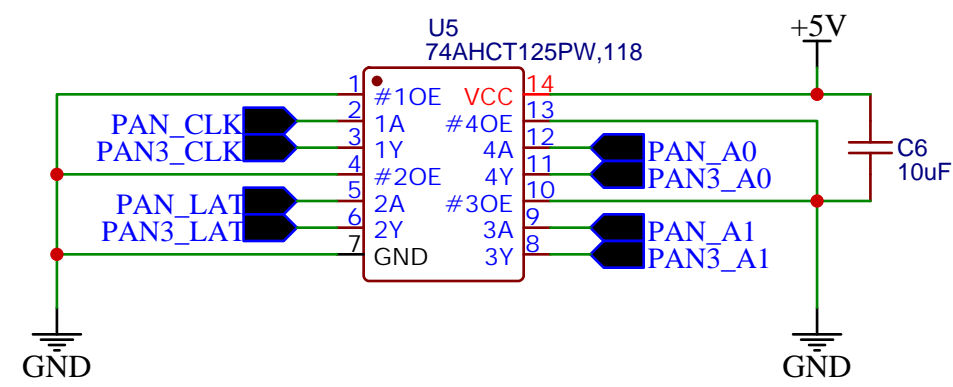 U5
74AHCT125PW,118
+5V
1 #1OE VCC 14
2 1A #4OE 13
3 1Y 4A 12
4 #2OE 4Y 11
5 2A #3OE 10
6 2Y 3A 9
7 GND 3Y 8
PAN_CLK
PAN3_CLK
PAN_LAT
PAN3_LAT
PAN_A0
PAN3_A0
PAN_A1
PAN3_A1
C6
10uF
GND
GND